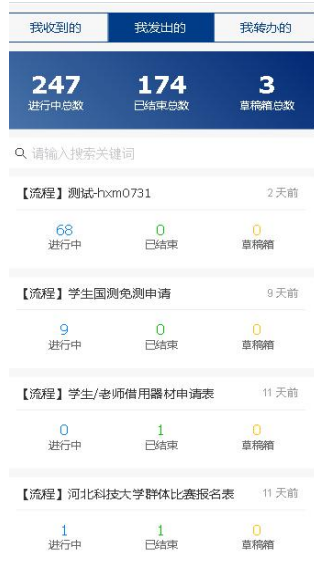 我收到的 我发出的 我转办的
247 174 3
进行中总数 已结束总数 草稿箱总数
请输入搜索关键词
【流程】测试-hxm0731 2天前
68 0 0
进行中 已结束 草稿箱
【流程】学生国测免测申请 9天前
9 0 0
进行中 已结束 草稿箱
【流程】学生/老师借用器材申请表 11天前
0 1 0
进行中 已结束 草稿箱
【流程】河北科技大学群体比赛报名表 11天前
1 1 0
进行中 已结束 草稿箱